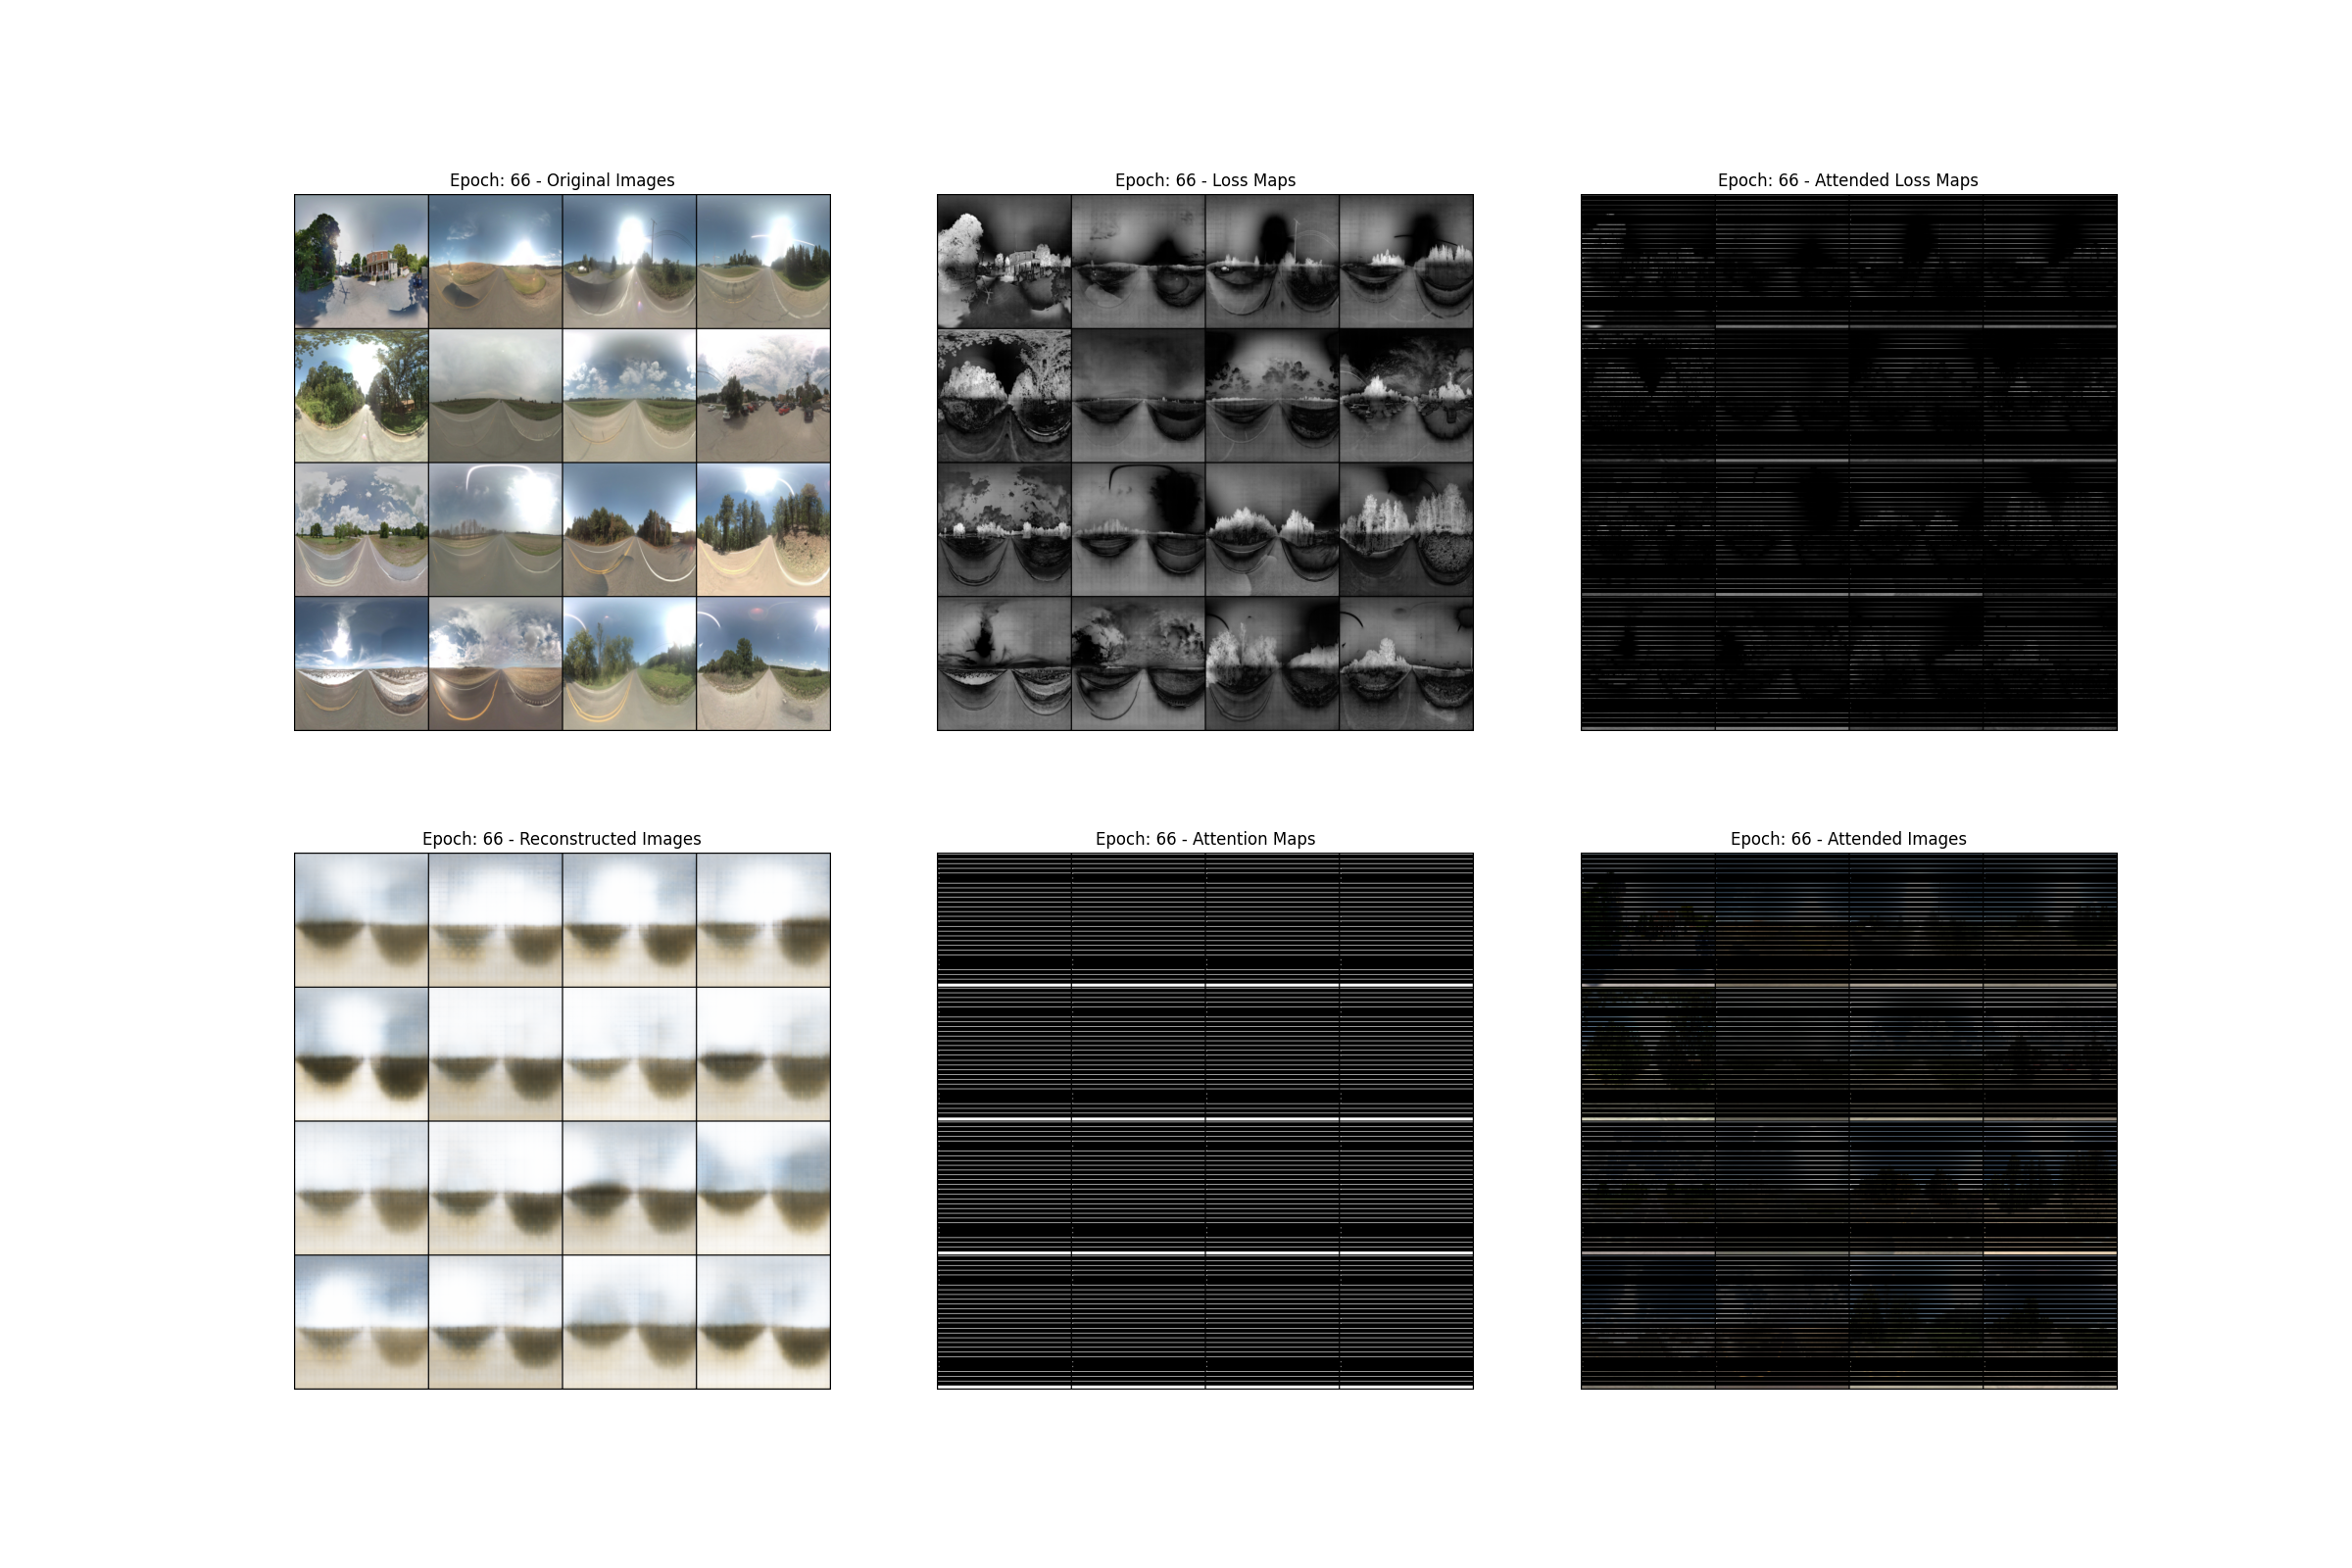 Epoch: 66 - Original Images
Epoch: 66 - Loss Maps
Epoch: 66 - Attended Loss Maps
Epoch: 66 - Reconstructed Images
Epoch: 66 - Attention Maps
Epoch: 66 - Attended Images